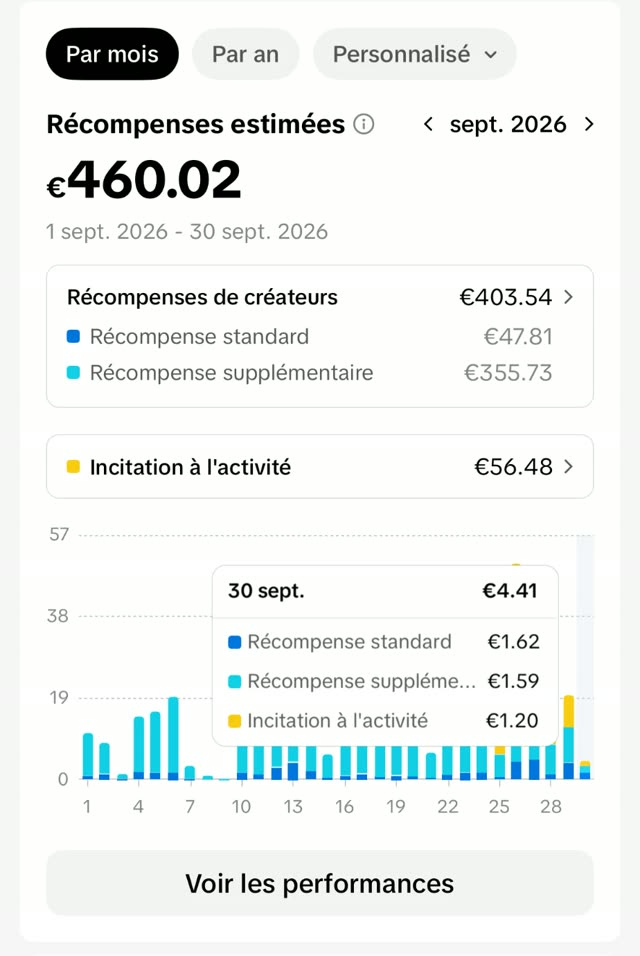 Par mois Par an Personnalisé
Récompenses estimées sept. 2026
€460.02
1 sept. 2026 - 30 sept. 2026
Récompenses de créateurs €403.54
Récompense standard €47.81
Récompense supplémentaire €355.73
Incitation à l'activité €56.48
57
30 sept. €4.41
38
Récompense standard €1.62
Récompense suppléme... €1.59
19
Incitation à l'activité €1.20
0
1 4 7 10 13 16 19 22 25 28
Voir les performances